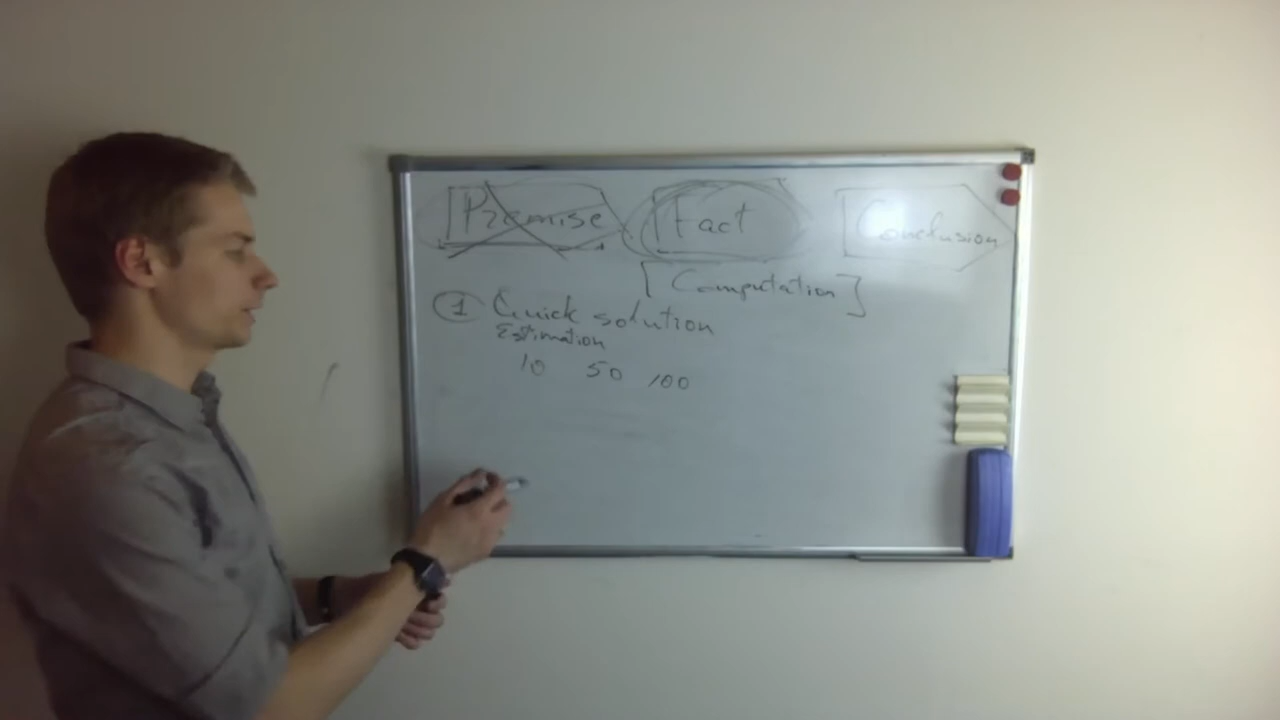 Premise Fact Conclusion
[Computation]
1 Quick solution
Estimation
10 50 100